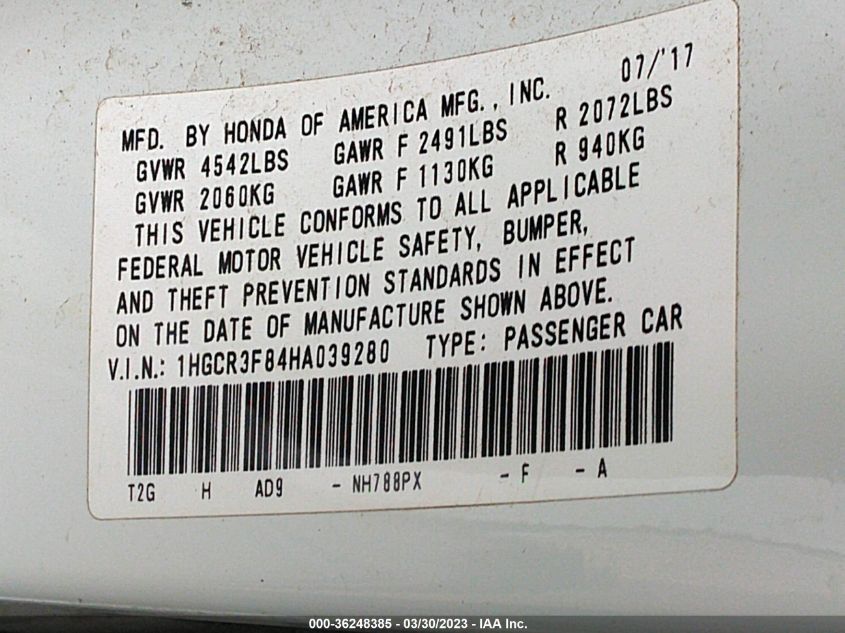 07/'17
MFD. BY HONDA OF AMERICA MFG., INC.
GVWR 4542LBS GAWR F 2491LBS R 2072LBS
GVWR 2060KG GAWR F 1130KG R 940KG
THIS VEHICLE CONFORMS TO ALL APPLICABLE
FEDERAL MOTOR VEHICLE SAFETY, BUMPER,
AND THEFT PREVENTION STANDARDS IN EFFECT
ON THE DATE OF MANUFACTURE SHOWN ABOVE.
V.I.N.: 1HGCR3F84HA039280 TYPE: PASSENGER CAR
T2G H AD9 - NH788PX - F - A
000-36248385 - 03/30/2023 - IAA Inc.